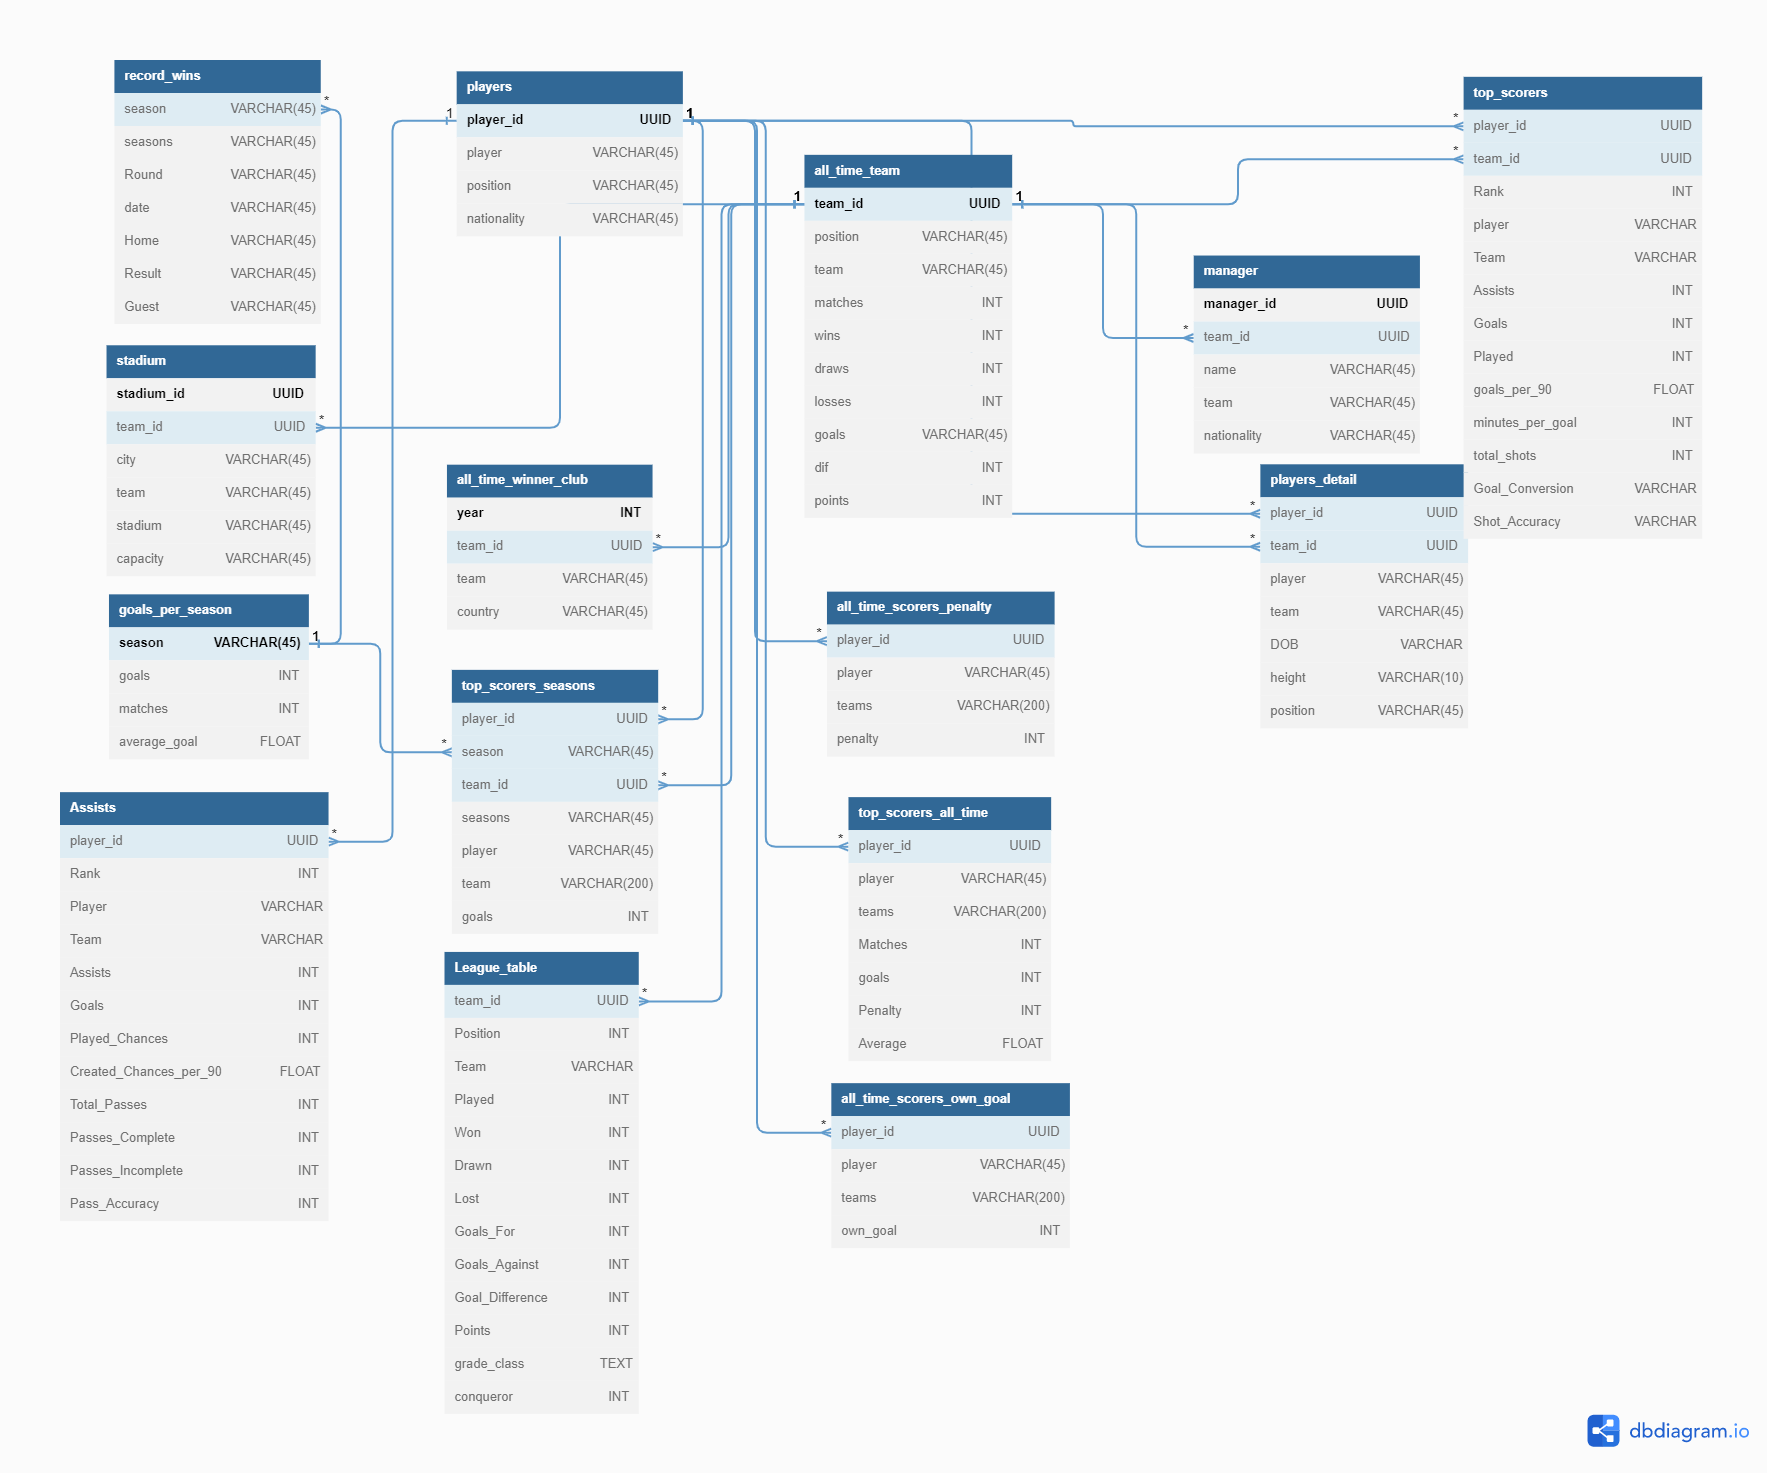 record_wins
season VARCHAR(45) *
seasons VARCHAR(45)
Round VARCHAR(45)
date VARCHAR(45)
Home VARCHAR(45)
Result VARCHAR(45)
Guest VARCHAR(45)
stadium
stadium_id UUID
team_id UUID *
city VARCHAR(45)
team VARCHAR(45)
stadium VARCHAR(45)
capacity VARCHAR(45)
goals_per_season
season VARCHAR(45) 1
goals INT
matches INT
average_goal FLOAT
Assists
player_id UUID *
Rank INT
Player VARCHAR
Team VARCHAR
Assists INT
Goals INT
Played_Chances INT
Created_Chances_per_90 FLOAT
Total_Passes INT
Passes_Complete INT
Passes_Incomplete INT
Pass_Accuracy INT
players
1 player_id UUID 1
player VARCHAR(45)
position VARCHAR(45)
nationality VARCHAR(45)
all_time_winner_club
year INT
team_id UUID *
team VARCHAR(45)
country VARCHAR(45)
top_scorers_seasons
player_id UUID *
* season VARCHAR(45)
team_id UUID *
seasons VARCHAR(45)
player VARCHAR(45)
team VARCHAR(200)
goals INT
League_table
team_id UUID *
Position INT
Team VARCHAR
Played INT
Won INT
Drawn INT
Lost INT
Goals_For INT
Goals_Against INT
Goal_Difference INT
Points INT
grade_class TEXT
conqueror INT
all_time_team
1 team_id UUID 1
position VARCHAR(45)
team VARCHAR(45)
matches INT
wins INT
draws INT
losses INT
goals VARCHAR(45)
dif INT
points INT
all_time_scorers_penalty
* player_id UUID
player VARCHAR(45)
teams VARCHAR(200)
penalty INT
top_scorers_all_time
* player_id UUID
player VARCHAR(45)
teams VARCHAR(200)
Matches INT
goals INT
Penalty INT
Average FLOAT
all_time_scorers_own_goal
* player_id UUID
player VARCHAR(45)
teams VARCHAR(200)
own_goal INT
manager
manager_id UUID
* team_id UUID
name VARCHAR(45)
team VARCHAR(45)
nationality VARCHAR(45)
players_detail
* player_id UUID
* team_id UUID
player VARCHAR(45)
team VARCHAR(45)
DOB VARCHAR
height VARCHAR(10)
position VARCHAR(45)
top_scorers
* player_id UUID
* team_id UUID
Rank INT
player VARCHAR
Team VARCHAR
Assists INT
Goals INT
Played INT
goals_per_90 FLOAT
minutes_per_goal INT
total_shots INT
Goal_Conversion VARCHAR
Shot_Accuracy VARCHAR
dbdiagram.io